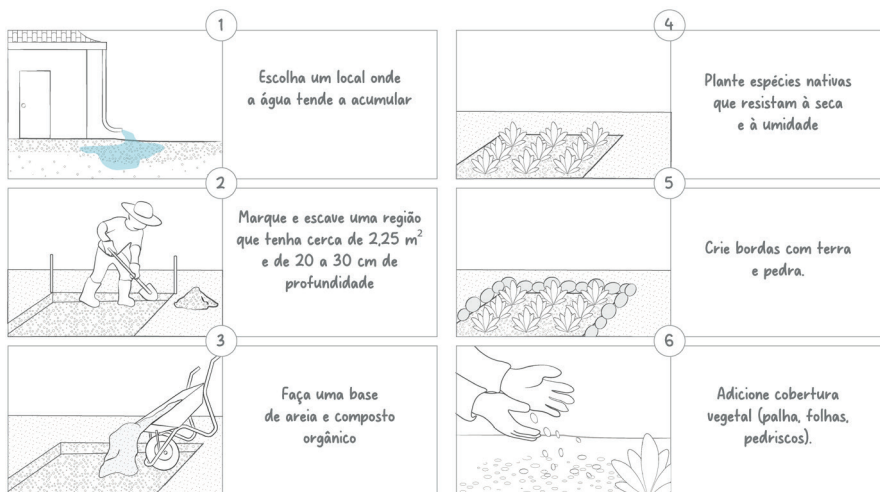 1
Escolha um local onde
a água tende a acumular
2
Marque e escave uma região
que tenha cerca de 2,25 m²
e de 20 a 30 cm de
profundidade
3
Faça uma base
de areia e composto
orgânico
4
Plante espécies nativas
que resistam à seca
e à umidade
5
Crie bordas com terra
e pedra.
6
Adicione cobertura
vegetal (palha, folhas,
pedriscos).